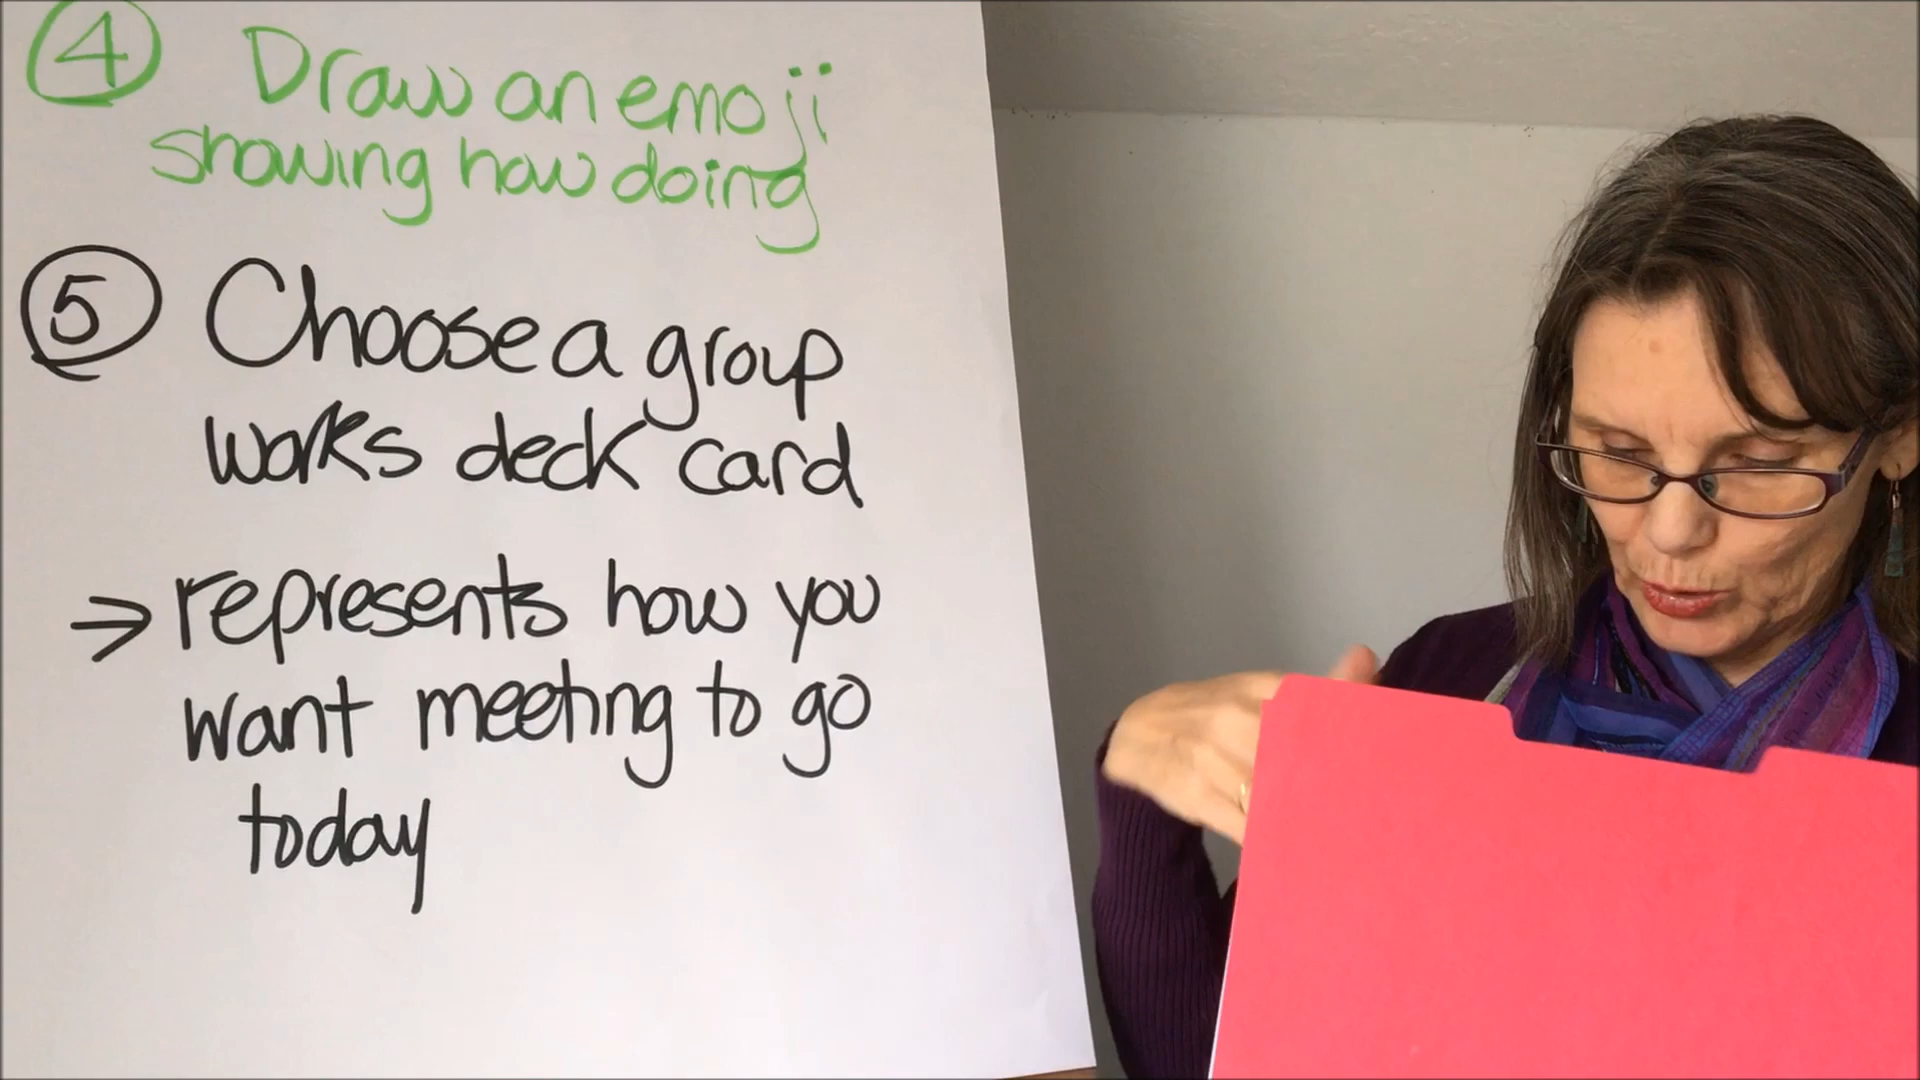 ④ Draw an emoji
showing how doing
⑤ Choose a group
works deck card
→ represents how you
want meeting to go
today